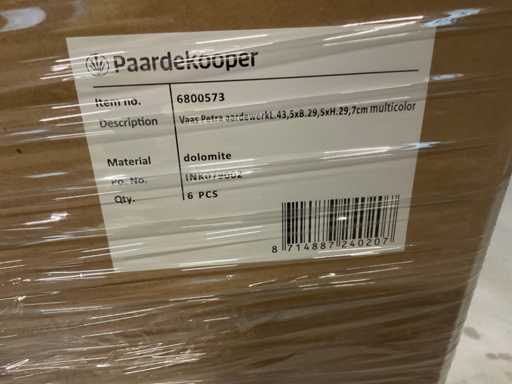 Paardekooper
Item no. 6800573
Description Vaas Petra aardewerkL.43,5xB.29,5xH.29,7cm multicolor
Material dolomite
Po. No. INK079002
Qty. 6 PCS
8 714887 240207